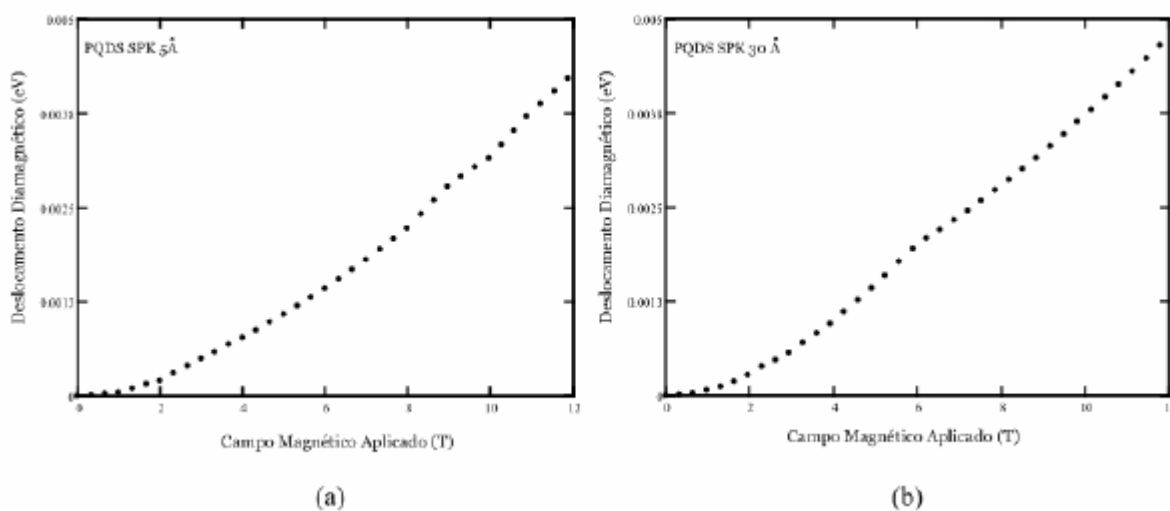 0.005
PQDS SPK 5Å
0.0038
0.0025
0.0013
0
2
4
6
8
10
12
Deslocamento Diamagnético (eV)
Campo Magnético Aplicado (T)
(a)
0.005
PQDS SPK 30 Å
0.0038
0.0025
0.0013
0
2
4
6
8
10
1
Deslocamento Diamagnético (eV)
Campo Magnético Aplicado (T)
(b)